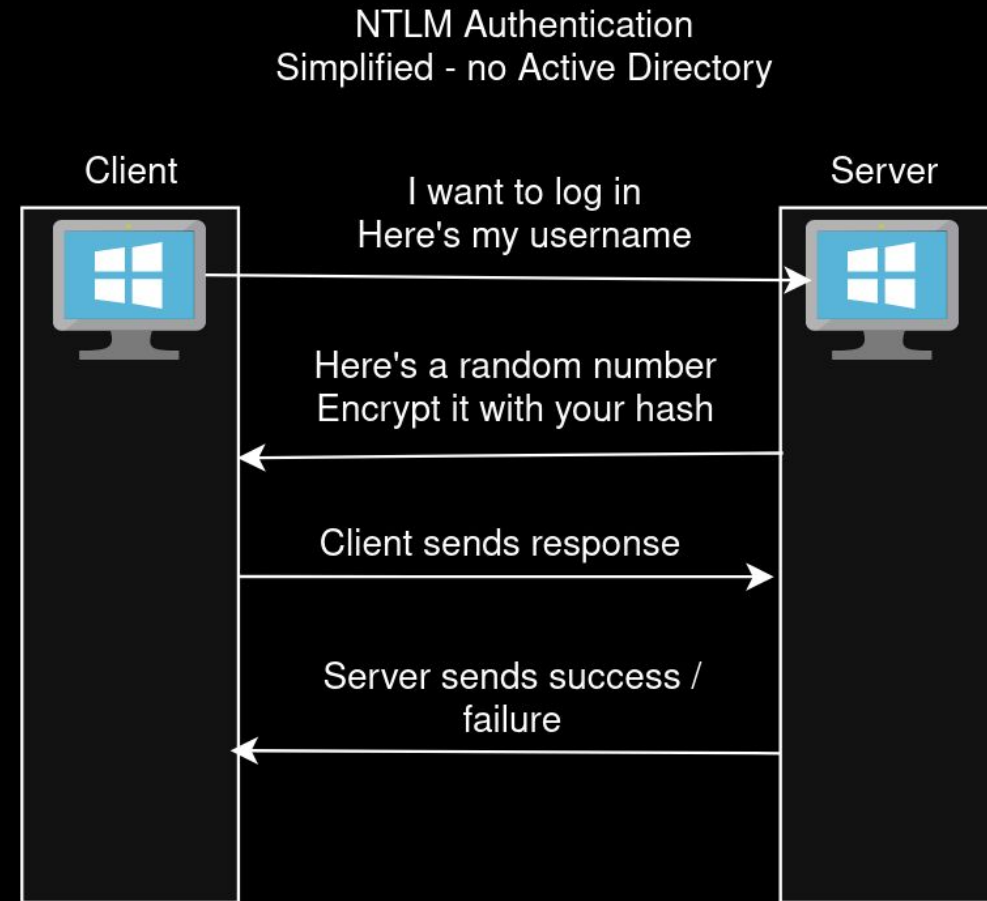 NTLM Authentication
Simplified - no Active Directory
Client
Server
I want to log in
Here's my username
Here's a random number
Encrypt it with your hash
Client sends response
Server sends success /
failure